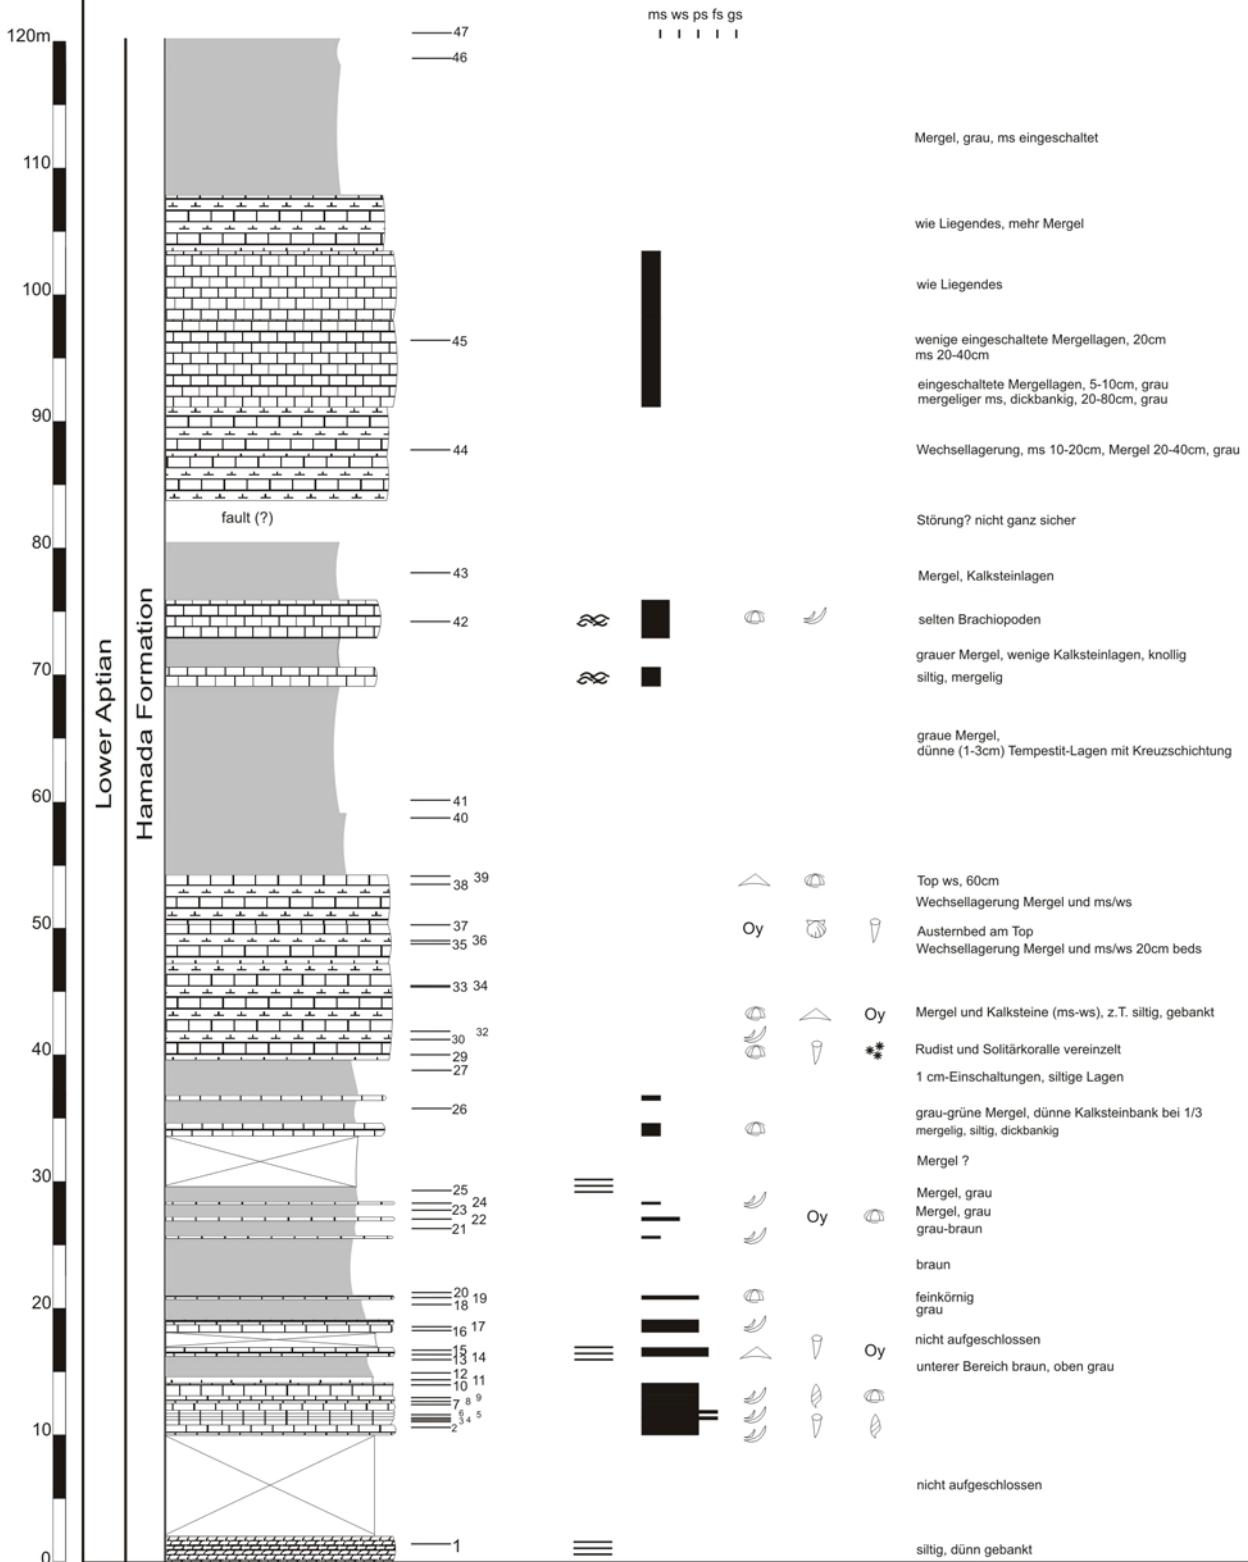 ms ws ps fs gs
120m
47
46
Mergel, grau, ms eingeschaltet
110
wie Liegendes, mehr Mergel
100
wie Liegendes
45
wenige eingeschaltete Mergellagen, 20cm
ms 20-40cm
eingeschaltete Mergellagen, 5-10cm, grau
mergeliger ms, dickbankig, 20-80cm, grau
90
44
Wechsellagerung, ms 10-20cm, Mergel 20-40cm, grau
fault (?)
Störung? nicht ganz sicher
80
43
Mergel, Kalksteinlagen
42
selten Brachiopoden
grauer Mergel, wenige Kalksteinlagen, knollig
70
siltig, mergelig
Lower Aptian
Hamada Formation
graue Mergel,
dünne (1-3cm) Tempestit-Lagen mit Kreuzschichtung
60
41
40
39
38
Top ws, 60cm
Wechsellagerung Mergel und ms/ws
50
37
Oy
Austernbed am Top
36
35
Wechsellagerung Mergel und ms/ws 20cm beds
33 34
Oy
Mergel und Kalksteine (ms-ws), z.T. siltig, gebankt
32
30
40
29
Rudist und Solitärkoralle vereinzelt
27
1 cm-Einschaltungen, siltige Lagen
26
grau-grüne Mergel, dünne Kalksteinbank bei 1/3
mergelig, siltig, dickbankig
Mergel ?
30
25
Mergel, grau
24
23
Mergel, grau
22
Oy
21
grau-braun
braun
20
20
19
feinkörnig
18
grau
17
16
nicht aufgeschlossen
15
Oy
13 14
unterer Bereich braun, oben grau
12
11
10
9
7 8
6 5
3 4
10
2
nicht aufgeschlossen
1
siltig, dünn gebankt
0